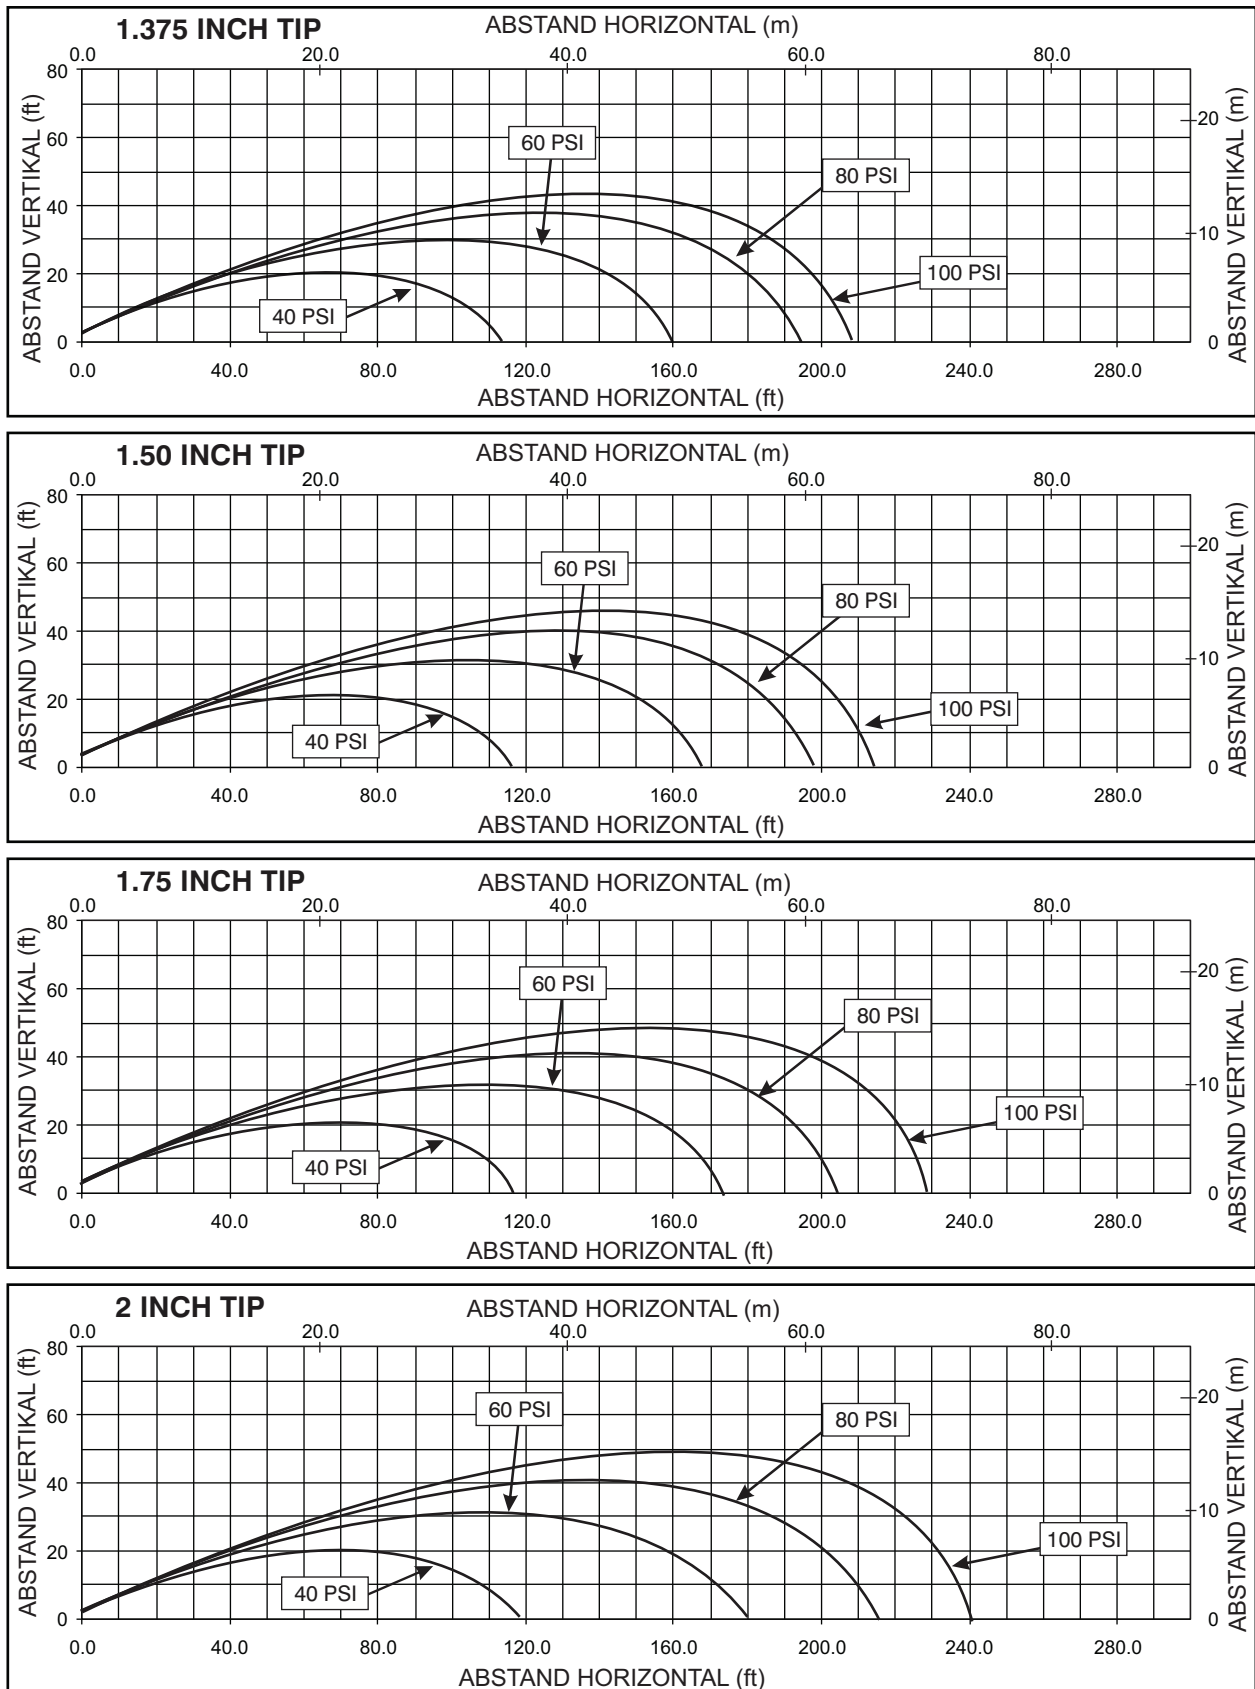 1.375 INCH TIP
ABSTAND HORIZONTAL (m)
0.0 20.0 40.0 60.0 80.0
ABSTAND VERTIKAL (ft)
80
60
40
20
0
60 PSI
80 PSI
100 PSI
40 PSI
20
10
0
ABSTAND VERTIKAL (m)
0.0 40.0 80.0 120.0 160.0 200.0 240.0 280.0
ABSTAND HORIZONTAL (ft)
1.50 INCH TIP
ABSTAND HORIZONTAL (m)
0.0 20.0 40.0 60.0 80.0
ABSTAND VERTIKAL (ft)
80
60
40
20
0
60 PSI
80 PSI
100 PSI
40 PSI
20
10
0
ABSTAND VERTIKAL (m)
0.0 40.0 80.0 120.0 160.0 200.0 240.0 280.0
ABSTAND HORIZONTAL (ft)
1.75 INCH TIP
ABSTAND HORIZONTAL (m)
0.0 20.0 40.0 60.0 80.0
ABSTAND VERTIKAL (ft)
80
60
40
20
0
60 PSI
80 PSI
100 PSI
40 PSI
20
10
0
ABSTAND VERTIKAL (m)
0.0 40.0 80.0 120.0 160.0 200.0 240.0 280.0
ABSTAND HORIZONTAL (ft)
2 INCH TIP
ABSTAND HORIZONTAL (m)
0.0 20.0 40.0 60.0 80.0
ABSTAND VERTIKAL (ft)
80
60
40
20
0
60 PSI
80 PSI
100 PSI
40 PSI
20
10
0
ABSTAND VERTIKAL (m)
0.0 40.0 80.0 120.0 160.0 200.0 240.0 280.0
ABSTAND HORIZONTAL (ft)